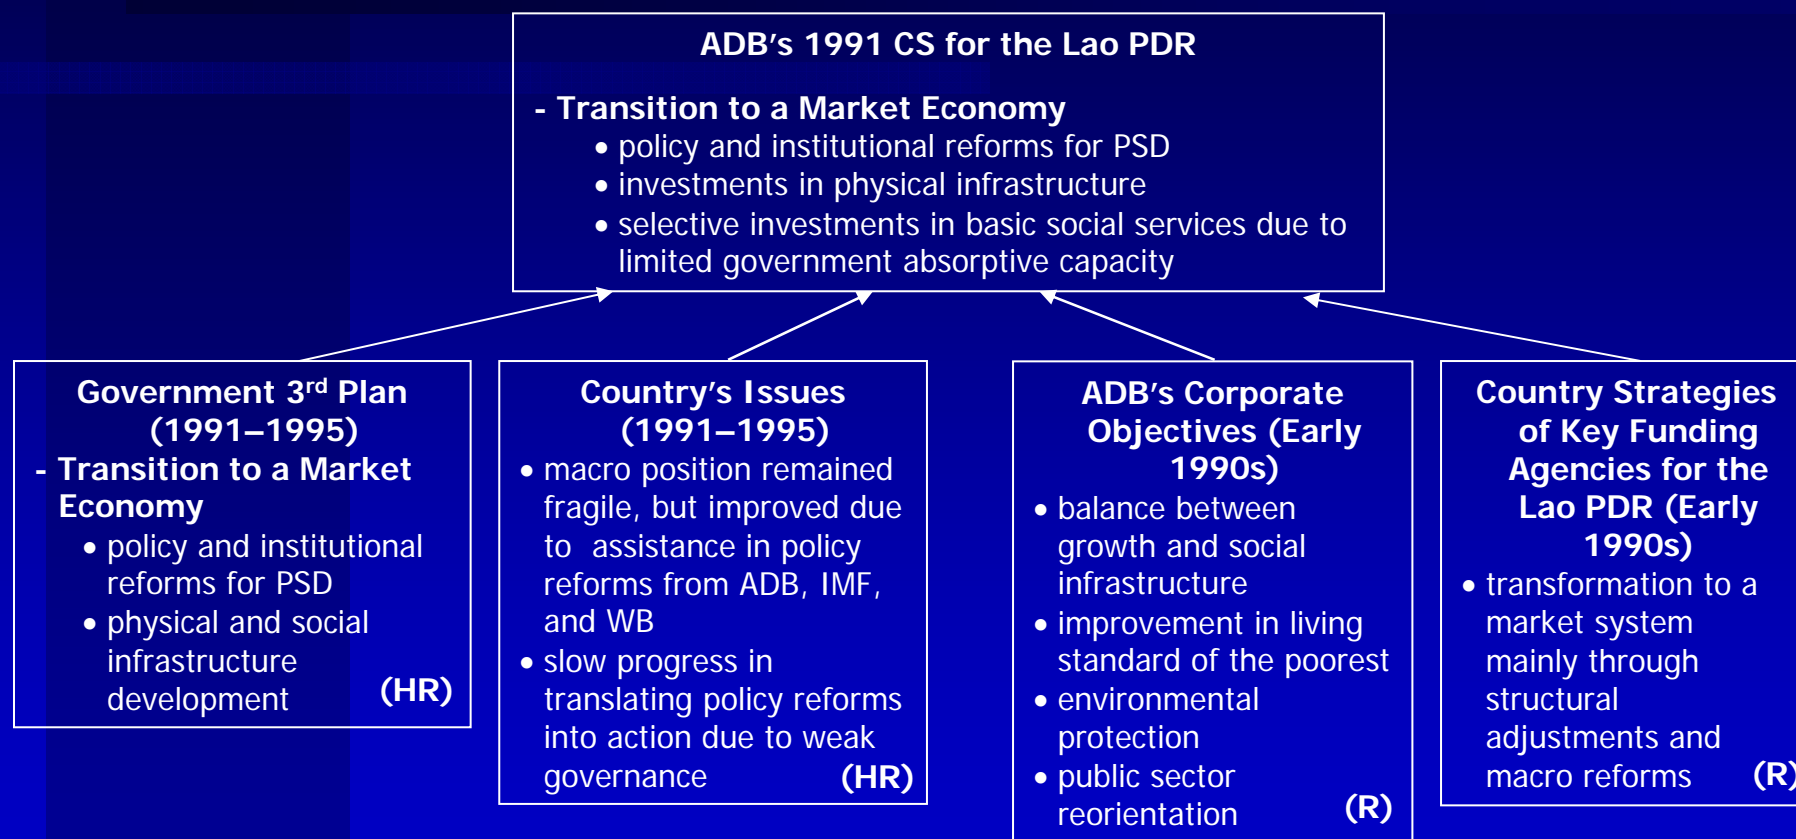 ADB’s 1991 CS for the Lao PDR
- Transition to a Market Economy
• policy and institutional reforms for PSD
• investments in physical infrastructure
• selective investments in basic social services due to
limited government absorptive capacity
Government 3rd Plan
(1991–1995)
- Transition to a Market
Economy
• policy and institutional
reforms for PSD
• physical and social
infrastructure
development (HR)
Country’s Issues
(1991–1995)
• macro position remained
fragile, but improved due
to assistance in policy
reforms from ADB, IMF,
and WB
• slow progress in
translating policy reforms
into action due to weak
governance (HR)
ADB’s Corporate
Objectives (Early
1990s)
• balance between
growth and social
infrastructure
• improvement in living
standard of the poorest
• environmental
protection
• public sector
reorientation (R)
Country Strategies
of Key Funding
Agencies for the
Lao PDR (Early
1990s)
• transformation to a
market system
mainly through
structural
adjustments and
macro reforms (R)